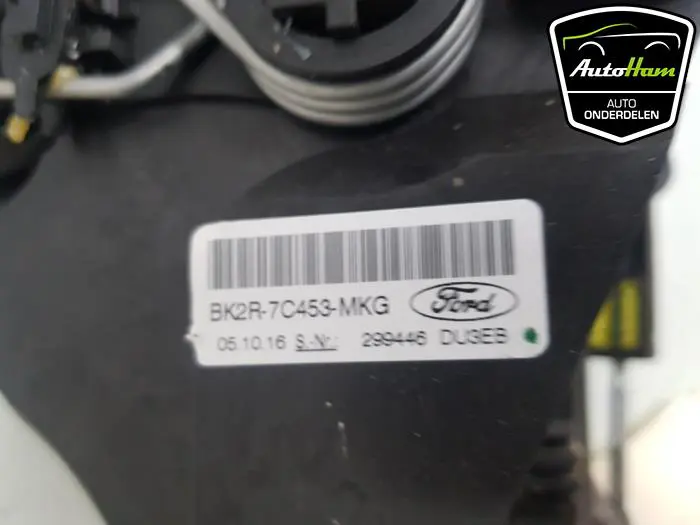 AutoHam
AUTO
ONDERDELEN
BK2R-7C453-MKG Ford
05.10.16 S.-Nr.: 299446 DU3EB